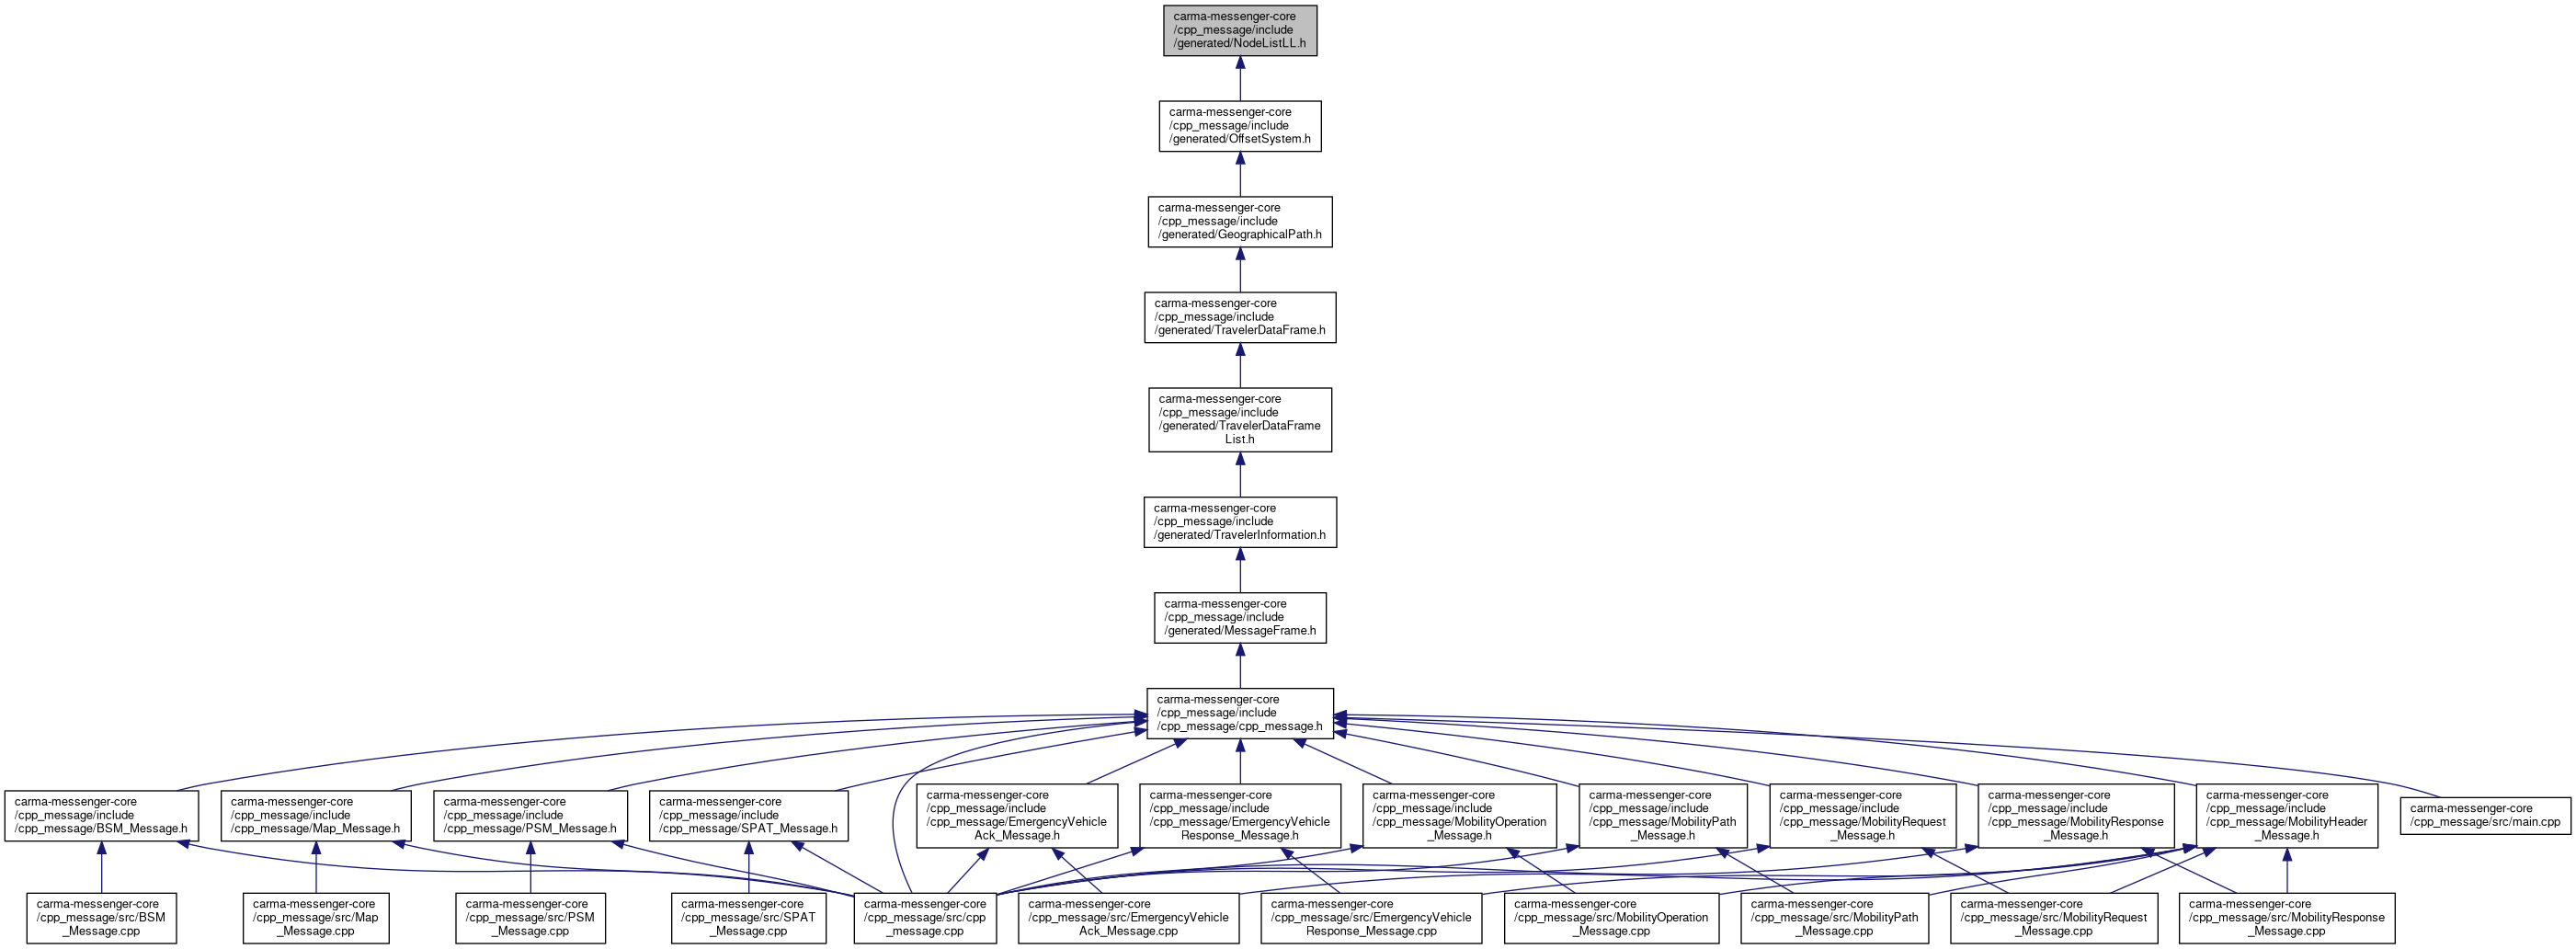 carma-messenger-core
/cpp_message/include
/generated/NodeListLL.h
carma-messenger-core
/cpp_message/include
/generated/OffsetSystem.h
carma-messenger-core
/cpp_message/include
/generated/GeographicalPath.h
carma-messenger-core
/cpp_message/include
/generated/TravelerDataFrame.h
carma-messenger-core
/cpp_message/include
/generated/TravelerDataFrame
List.h
carma-messenger-core
/cpp_message/include
/generated/TravelerInformation.h
carma-messenger-core
/cpp_message/include
/generated/MessageFrame.h
carma-messenger-core
/cpp_message/include
/cpp_message/cpp_message.h
carma-messenger-core
/cpp_message/include
/cpp_message/BSM_Message.h
carma-messenger-core
/cpp_message/include
/cpp_message/Map_Message.h
carma-messenger-core
/cpp_message/include
/cpp_message/PSM_Message.h
carma-messenger-core
/cpp_message/include
/cpp_message/SPAT_Message.h
carma-messenger-core
/cpp_message/include
/cpp_message/EmergencyVehicle
Ack_Message.h
carma-messenger-core
/cpp_message/include
/cpp_message/EmergencyVehicle
Response_Message.h
carma-messenger-core
/cpp_message/include
/cpp_message/MobilityOperation
_Message.h
carma-messenger-core
/cpp_message/include
/cpp_message/MobilityPath
_Message.h
carma-messenger-core
/cpp_message/include
/cpp_message/MobilityRequest
_Message.h
carma-messenger-core
/cpp_message/include
/cpp_message/MobilityResponse
_Message.h
carma-messenger-core
/cpp_message/include
/cpp_message/MobilityHeader
_Message.h
carma-messenger-core
/cpp_message/src/main.cpp
carma-messenger-core
/cpp_message/src/BSM
_Message.cpp
carma-messenger-core
/cpp_message/src/Map
_Message.cpp
carma-messenger-core
/cpp_message/src/PSM
_Message.cpp
carma-messenger-core
/cpp_message/src/SPAT
_Message.cpp
carma-messenger-core
/cpp_message/src/cpp
_message.cpp
carma-messenger-core
/cpp_message/src/EmergencyVehicle
Ack_Message.cpp
carma-messenger-core
/cpp_message/src/EmergencyVehicle
Response_Message.cpp
carma-messenger-core
/cpp_message/src/MobilityOperation
_Message.cpp
carma-messenger-core
/cpp_message/src/MobilityPath
_Message.cpp
carma-messenger-core
/cpp_message/src/MobilityRequest
_Message.cpp
carma-messenger-core
/cpp_message/src/MobilityResponse
_Message.cpp